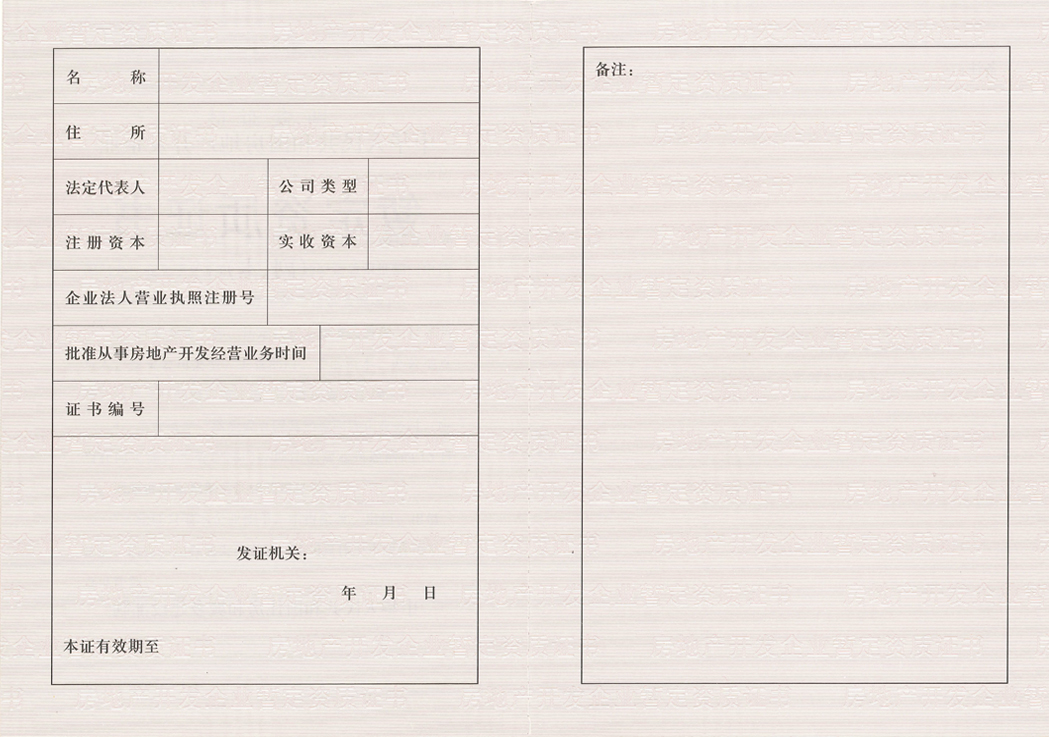 名 称
住 所
法定代表人 公司类型
注册资本 实收资本
企业法人营业执照注册号
批准从事房地产开发经营业务时间
证书编号
发证机关：
年 月 日
本证有效期至
备注：
房地产开发企业暂定资质证书